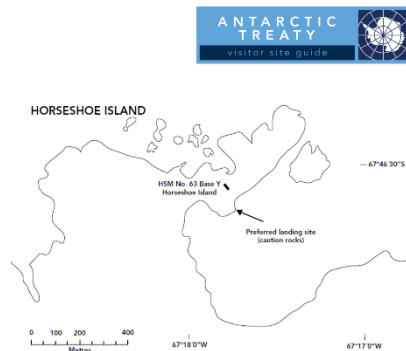 ANTARCTIC
TREATY
visitor site guide
HORSESHOE ISLAND
67°46'30"S
HSM No. 63 Base Y
Horseshoe Island
Preferred landing site
(caution rocks)
0 100 200 400
Metres
67°18'0"W
67°17'0"W